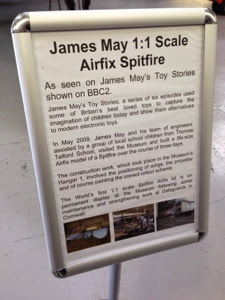 James May 1:1 Scale
Airfix Spitfire
As seen on James May's Toy Stories
shown on BBC2.
James May's Toy Stories, a series of six episodes used
some of Britain's best loved toys to capture the
imagination of children today and show them alternatives
to modern electronic toys
In May 2009, James May and his team of engineers,
assisted by a group of local school children from Thomas
Telford School, visited the Museum and built a life-size
Airfix model of a Spitfire over the course of three days.
The construction work, which took place in the Museum's
Hangar 1, involved the positioning of wings, the propeller
and of course painting the correct colour scheme.
The World's first 1:1 scale Spitfire Airfix kit is on
permanent display at the Museum following some
maintenance and strengthening work at Gateguards in
Cornwall.